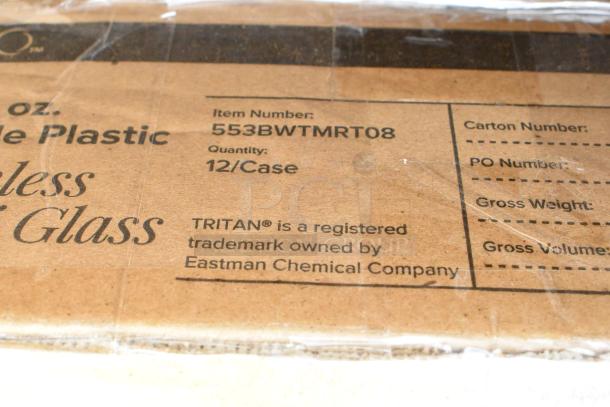 ™
oz.
le Plastic
less
Glass
Item Number:
553BWTMRT08
Quantity:
12/Case
TRITAN® is a registered
trademark owned by
Eastman Chemical Company
Carton Number:
PO Number:
Gross Weight:
Gross Volume: